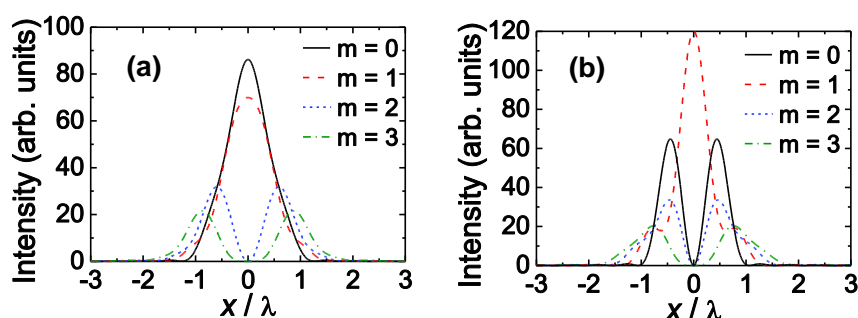 (a)
Intensity (arb. units)
100
80
60
40
20
0
m = 0
m = 1
m = 2
m = 3
-3 -2 -1 0 1 2 3
x / λ
(b)
Intensity (arb. units)
120
100
80
60
40
20
0
m = 0
m = 1
m = 2
m = 3
-3 -2 -1 0 1 2 3
x / λ